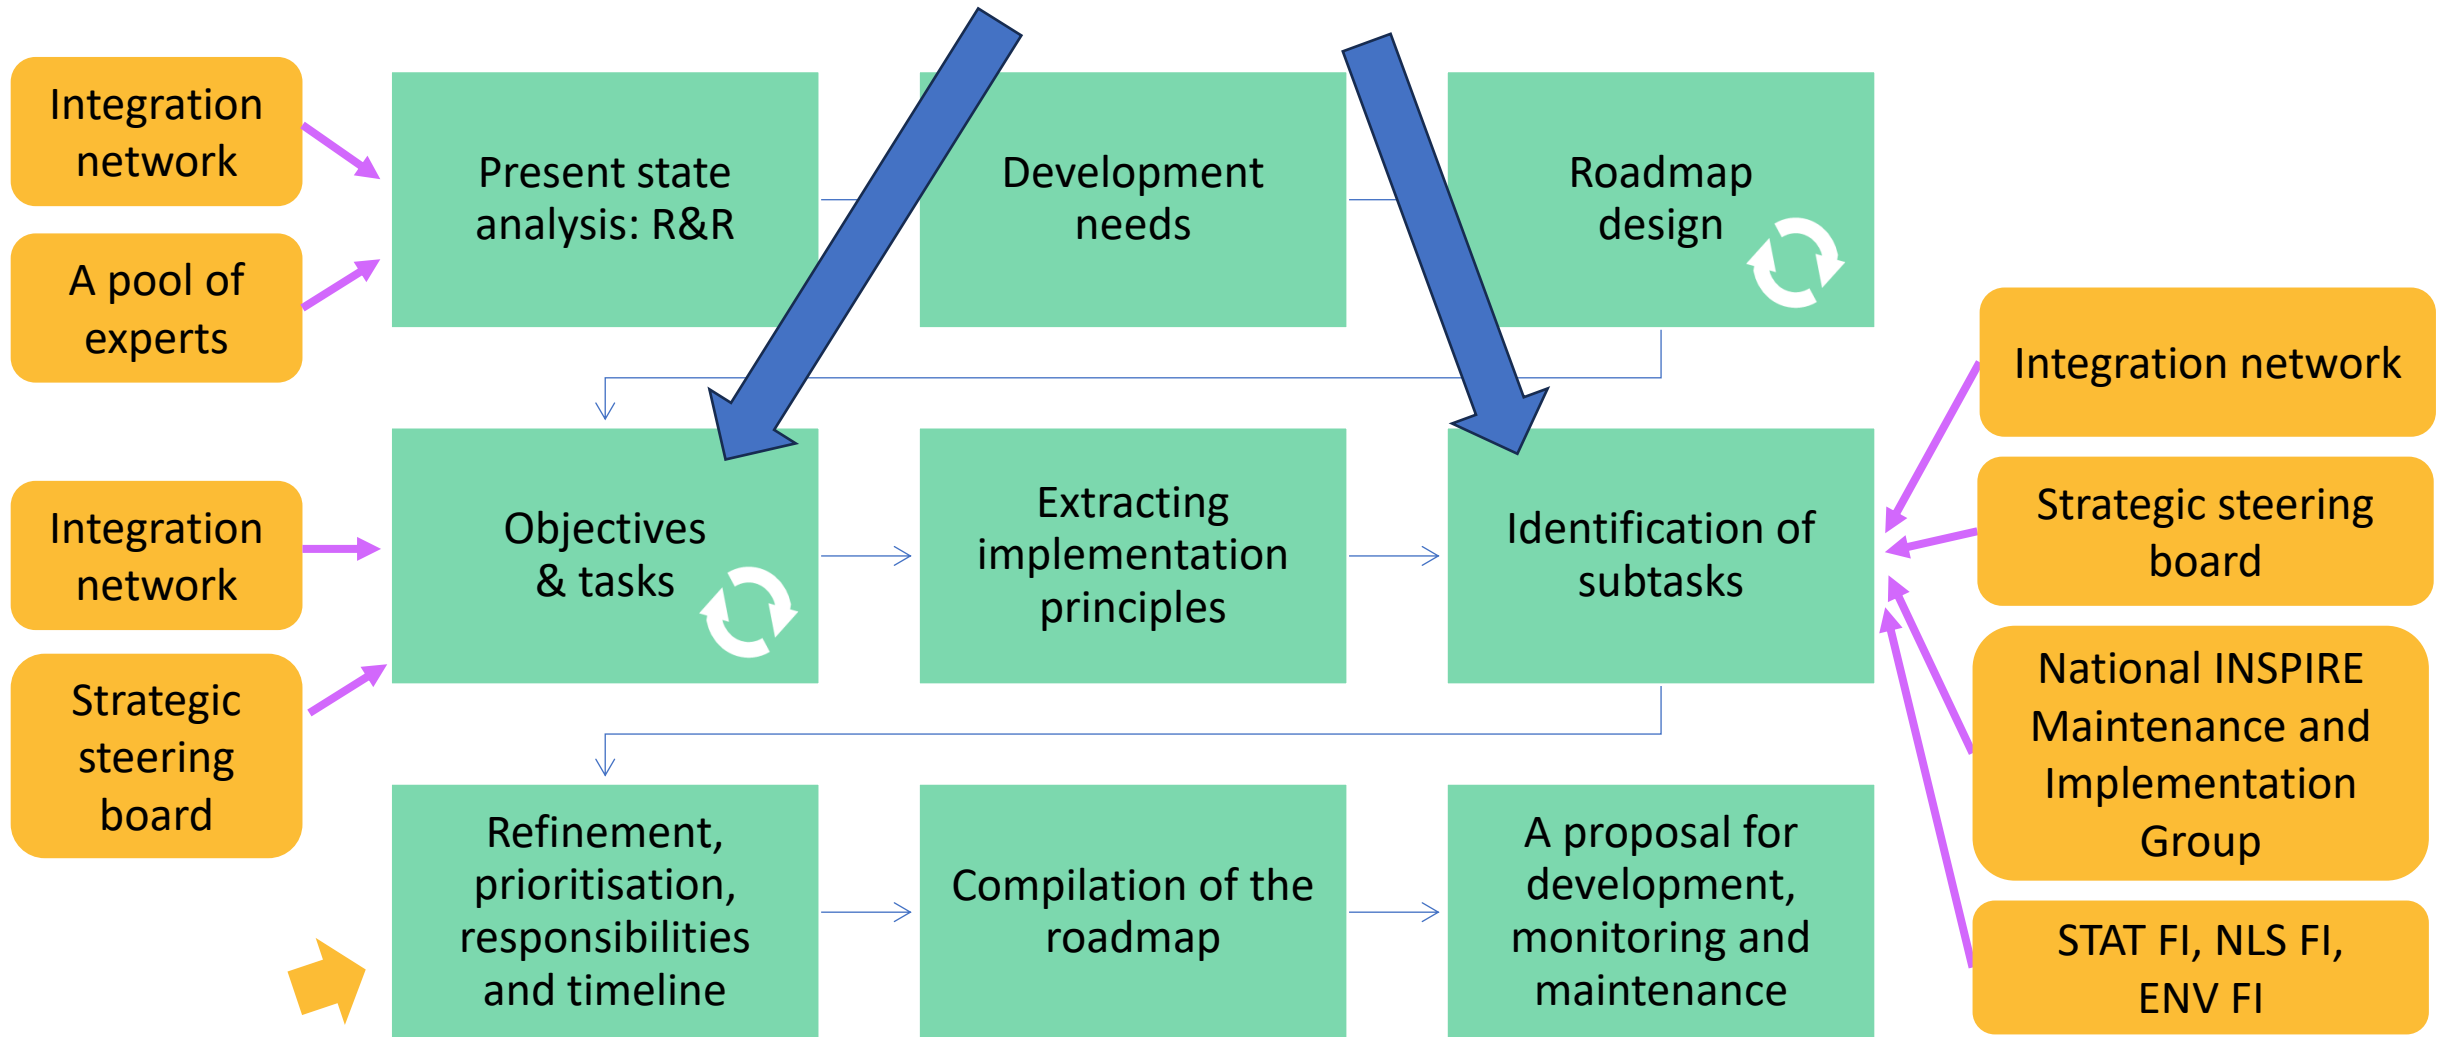 Integration
network
A pool of
experts
Present state
analysis: R&R
Development
needs
Roadmap
design
Integration
network
Strategic
steering
board
Objectives
& tasks
Extracting
implementation
principles
Identification of
subtasks
Integration network
Strategic steering
board
National INSPIRE
Maintenance and
Implementation
Group
STAT FI, NLS FI,
ENV FI
Refinement,
prioritisation,
responsibilities
and timeline
Compilation of the
roadmap
A proposal for
development,
monitoring and
maintenance